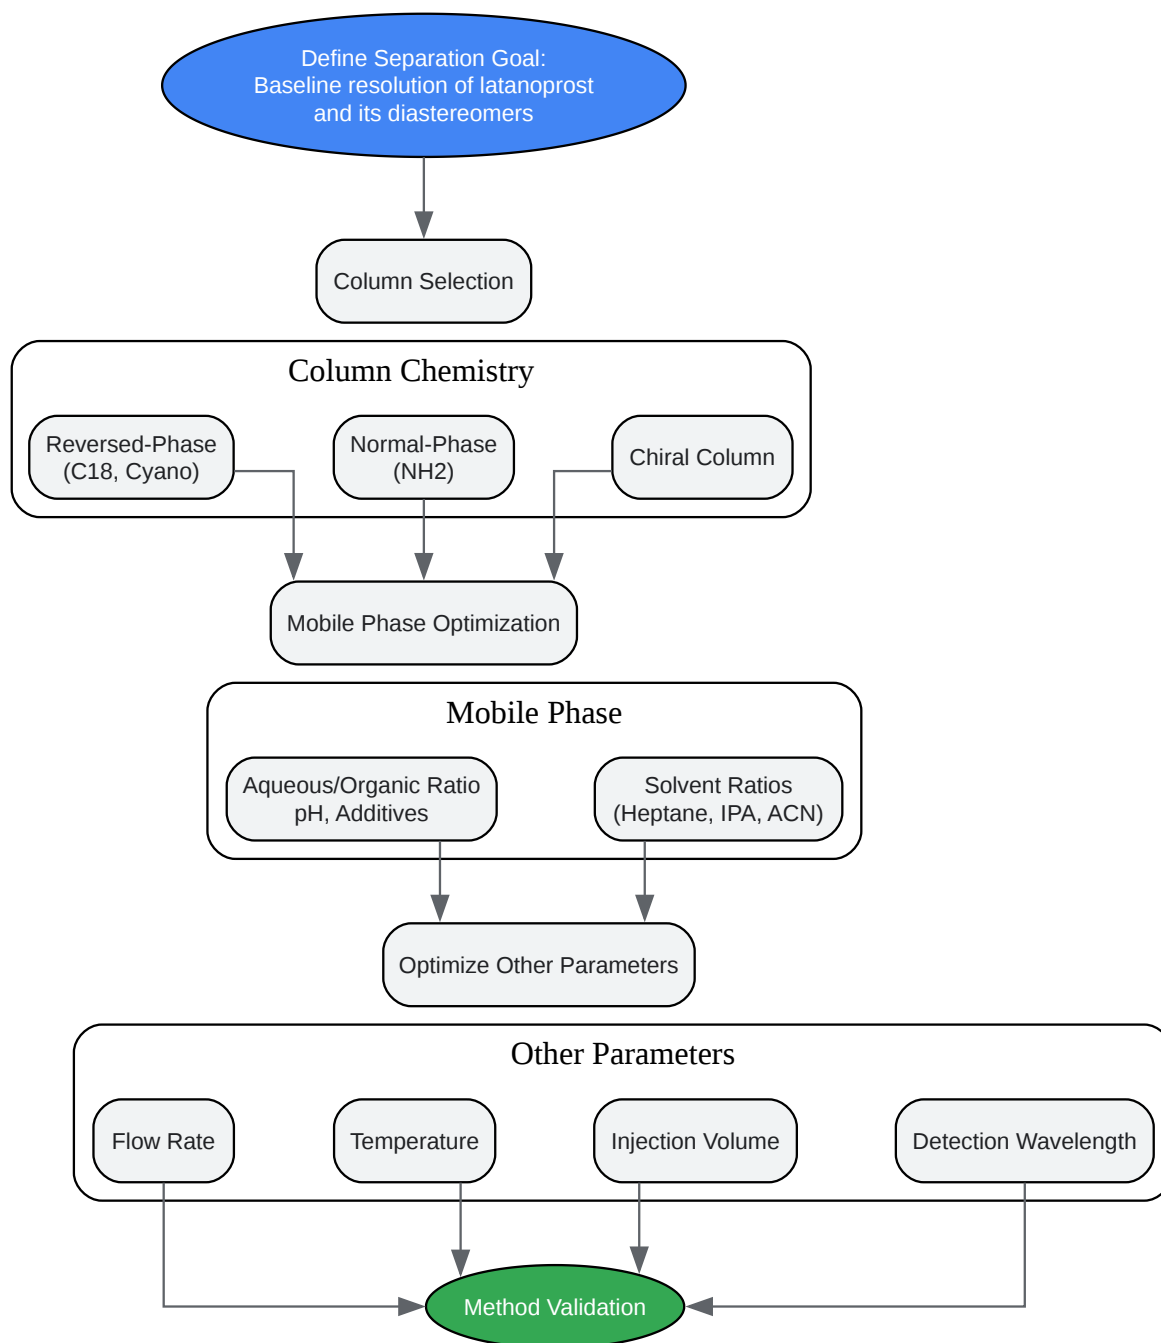 Define Separation Goal:
Baseline resolution of latanoprost
and its diastereomers
Column Selection
Column Chemistry
Reversed-Phase
(C18, Cyano)
Normal-Phase
(NH2)
Chiral Column
Mobile Phase Optimization
Mobile Phase
Aqueous/Organic Ratio
pH, Additives
Solvent Ratios
(Heptane, IPA, ACN)
Optimize Other Parameters
Other Parameters
Flow Rate
Temperature
Injection Volume
Detection Wavelength
Method Validation